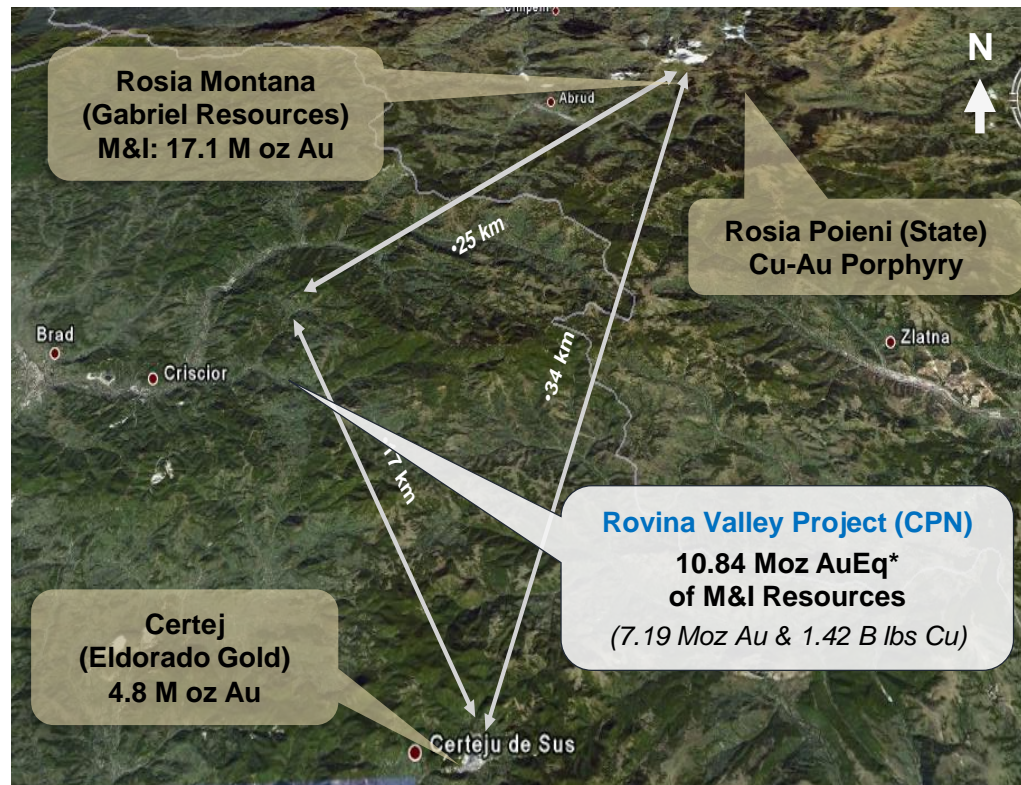 Rosia Montana
(Gabriel Resources)
M&I: 17.1 M oz Au
Abrud
N
Rosia Poieni (State)
Cu-Au Porphyry
•25 km
Brad
Criscior
•34 km
Zlatna
•17 km
Rovina Valley Project (CPN)
10.84 Moz AuEq*
of M&I Resources
(7.19 Moz Au & 1.42 B lbs Cu)
Certej
(Eldorado Gold)
4.8 M oz Au
Certeju de Sus